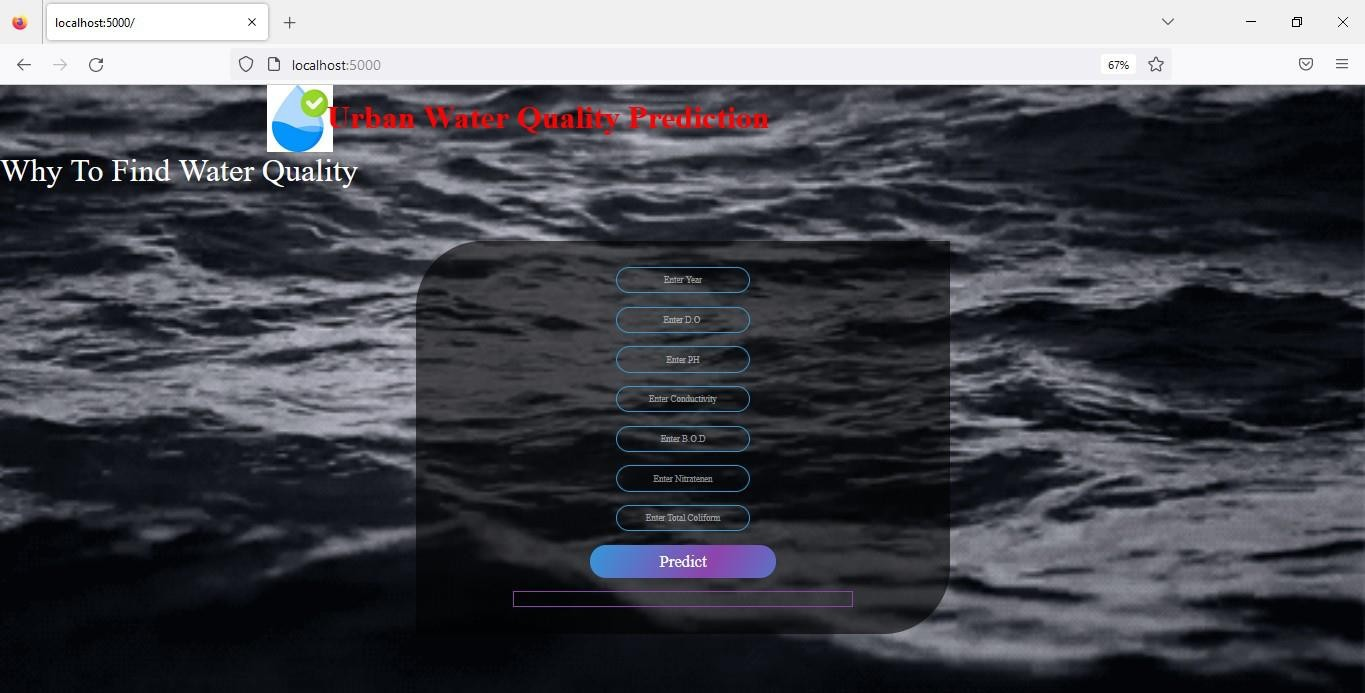 localhost:5000/
localhost:5000
67%
Urban Water Quality Prediction
Why To Find Water Quality
Enter Year
Enter D.O
Enter PH
Enter Conductivity
Enter B.O.D
Enter Nitratenen
Enter Total Coliform
Predict